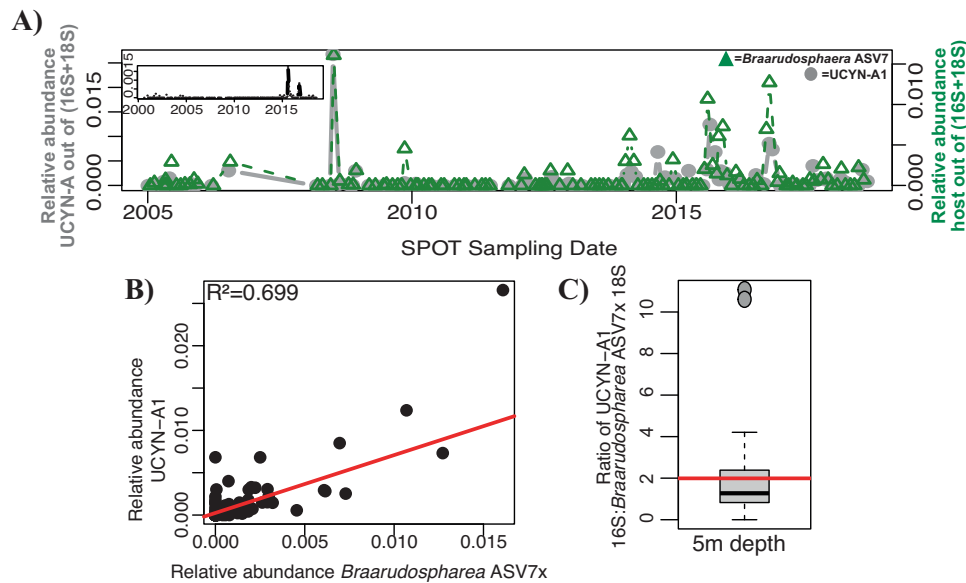 A)
Relative abundance
UCYN-A out of (16S+18S)
0.000
0.015
0.0015
2000 2005 2010 2015
▲=Braarudosphaera ASV7
●=UCYN-A1
0.000
0.010
Relative abundance
host out of (16S+18S)
2005 2010 2015
SPOT Sampling Date
B)
R²=0.699
Relative abundance
UCYN-A1
0.000 0.010 0.020
0.000 0.005 0.010 0.015
Relative abundance Braarudospharea ASV7x
C)
Ratio of UCYN-A1
16S:Braarudospharea ASV7x 18S
0 2 4 6 8 10
5m depth